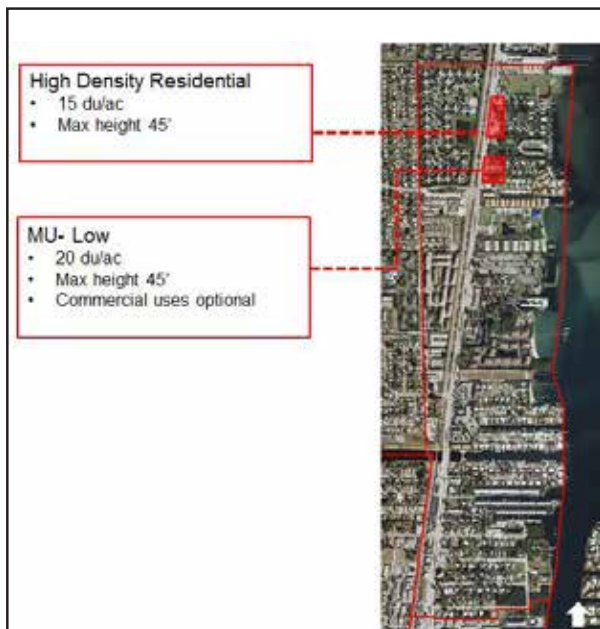 High Density Residential
• 15 du/ac
• Max height 45'
MU- Low
• 20 du/ac
• Max height 45'
• Commercial uses optional